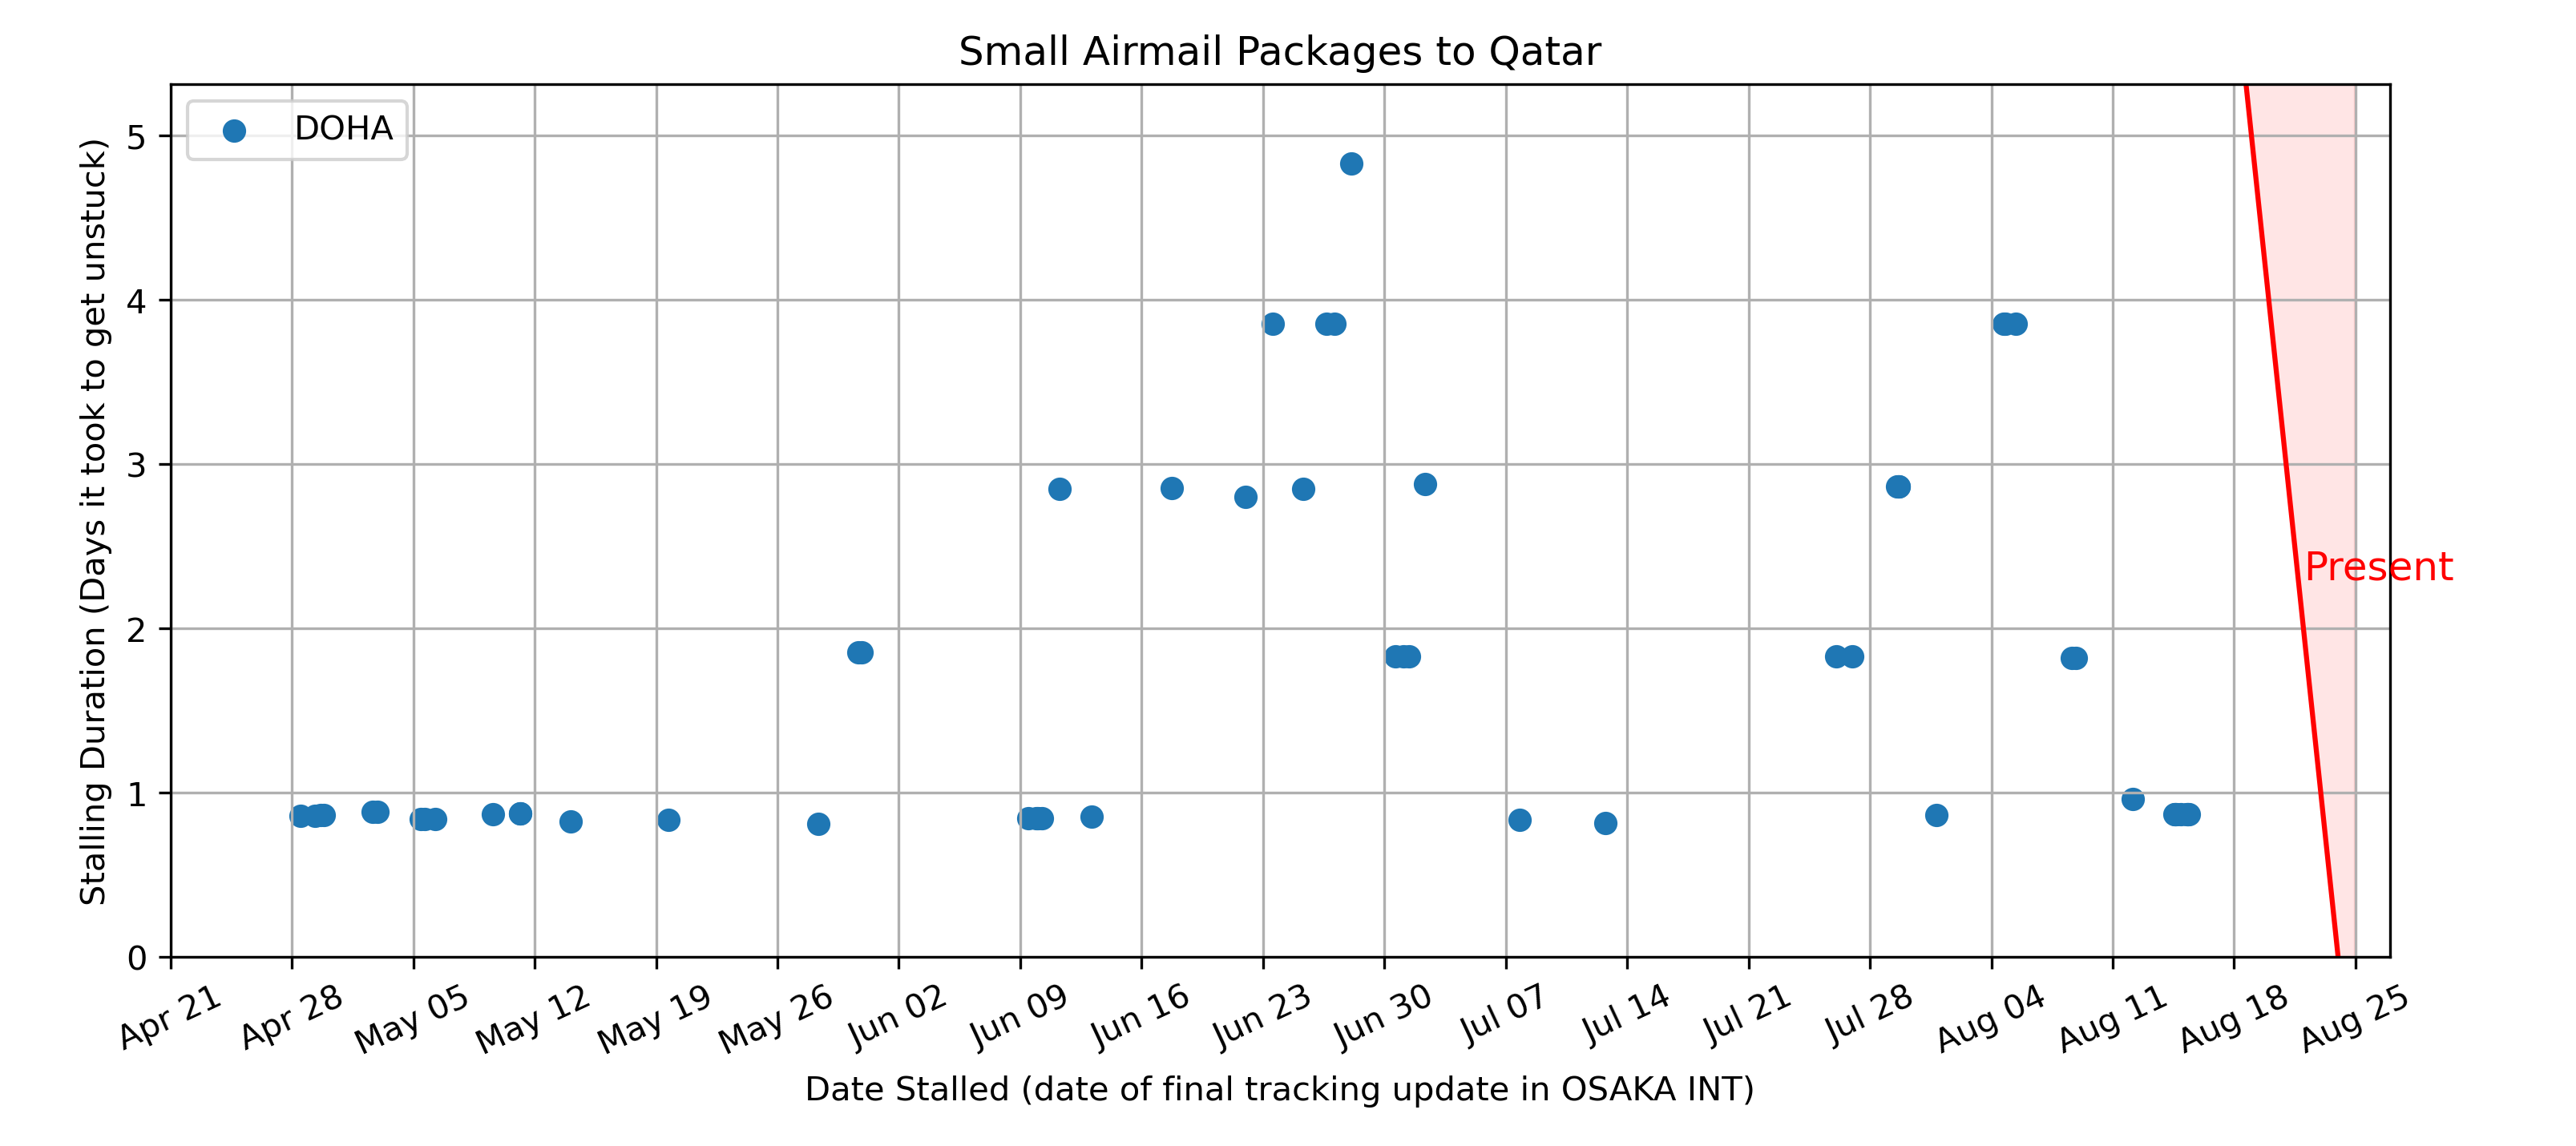 Small Airmail Packages to Qatar
DOHA
Stalling Duration (Days it took to get unstuck)
5
4
3
2
1
0
Present
Apr 21
Apr 28
May 05
May 12
May 19
May 26
Jun 02
Jun 09
Jun 16
Jun 23
Jun 30
Jul 07
Jul 14
Jul 21
Jul 28
Aug 04
Aug 11
Aug 18
Aug 25
Date Stalled (date of final tracking update in OSAKA INT)